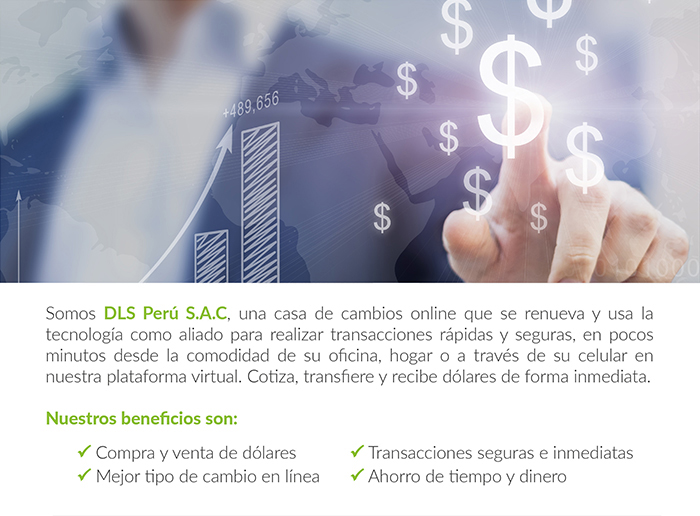 +489,656
$ $ $ $ $ $ $ $ $ $
Somos DLS Perú S.A.C, una casa de cambios online que se renueva y usa la
tecnología como aliado para realizar transacciones rápidas y seguras, en pocos
minutos desde la comodidad de su oficina, hogar o a través de su celular en
nuestra plataforma virtual. Cotiza, transfiere y recibe dólares de forma inmediata.
Nuestros beneficios son:
✓ Compra y venta de dólares
✓ Mejor tipo de cambio en línea
✓ Transacciones seguras e inmediatas
✓ Ahorro de tiempo y dinero